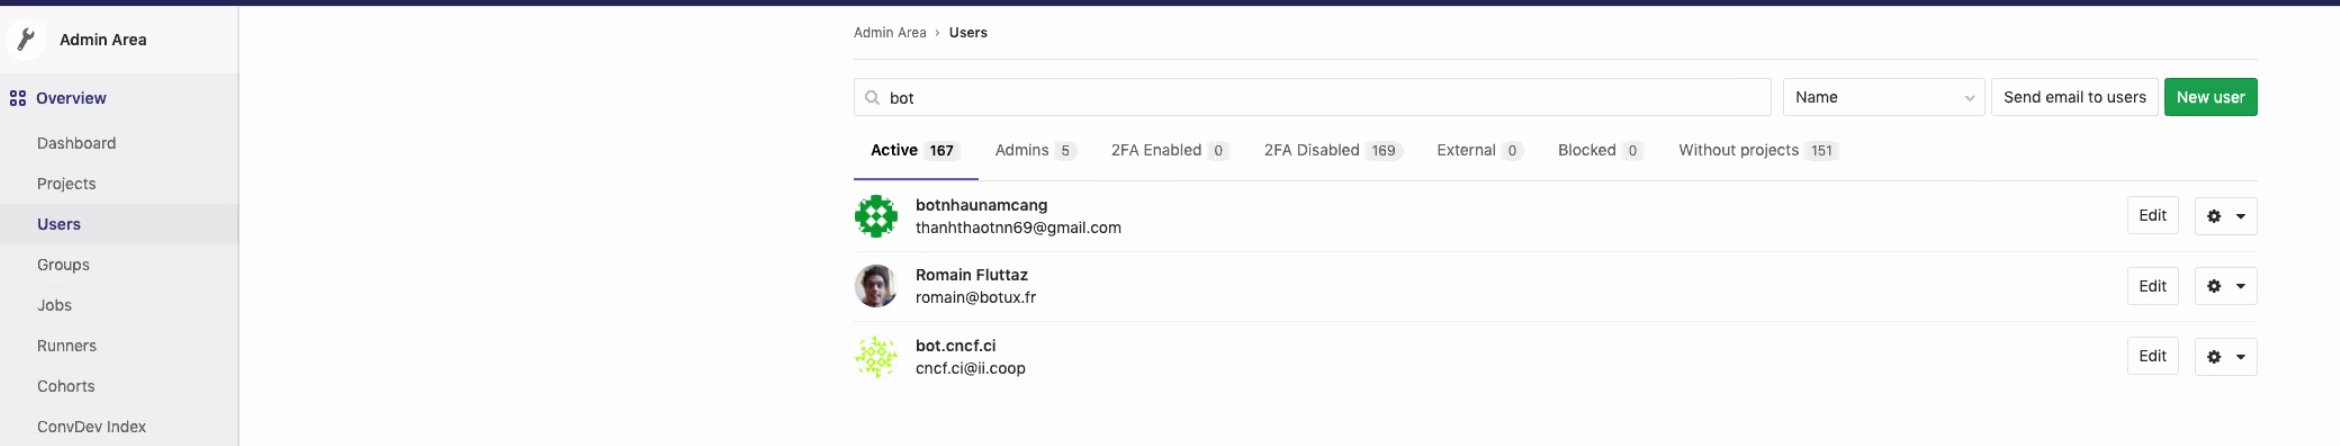 Admin Area
Overview
Dashboard
Projects
Users
Groups
Jobs
Runners
Cohorts
ConvDev Index
Admin Area › Users
bot
Name
Send email to users
New user
Active 167 Admins 5 2FA Enabled 0 2FA Disabled 169 External 0 Blocked 0 Without projects 151
botnhaunamcang
thanhthaotnn69@gmail.com
Edit
Romain Fluttaz
romain@botux.fr
Edit
bot.cncf.ci
cncf.ci@ii.coop
Edit